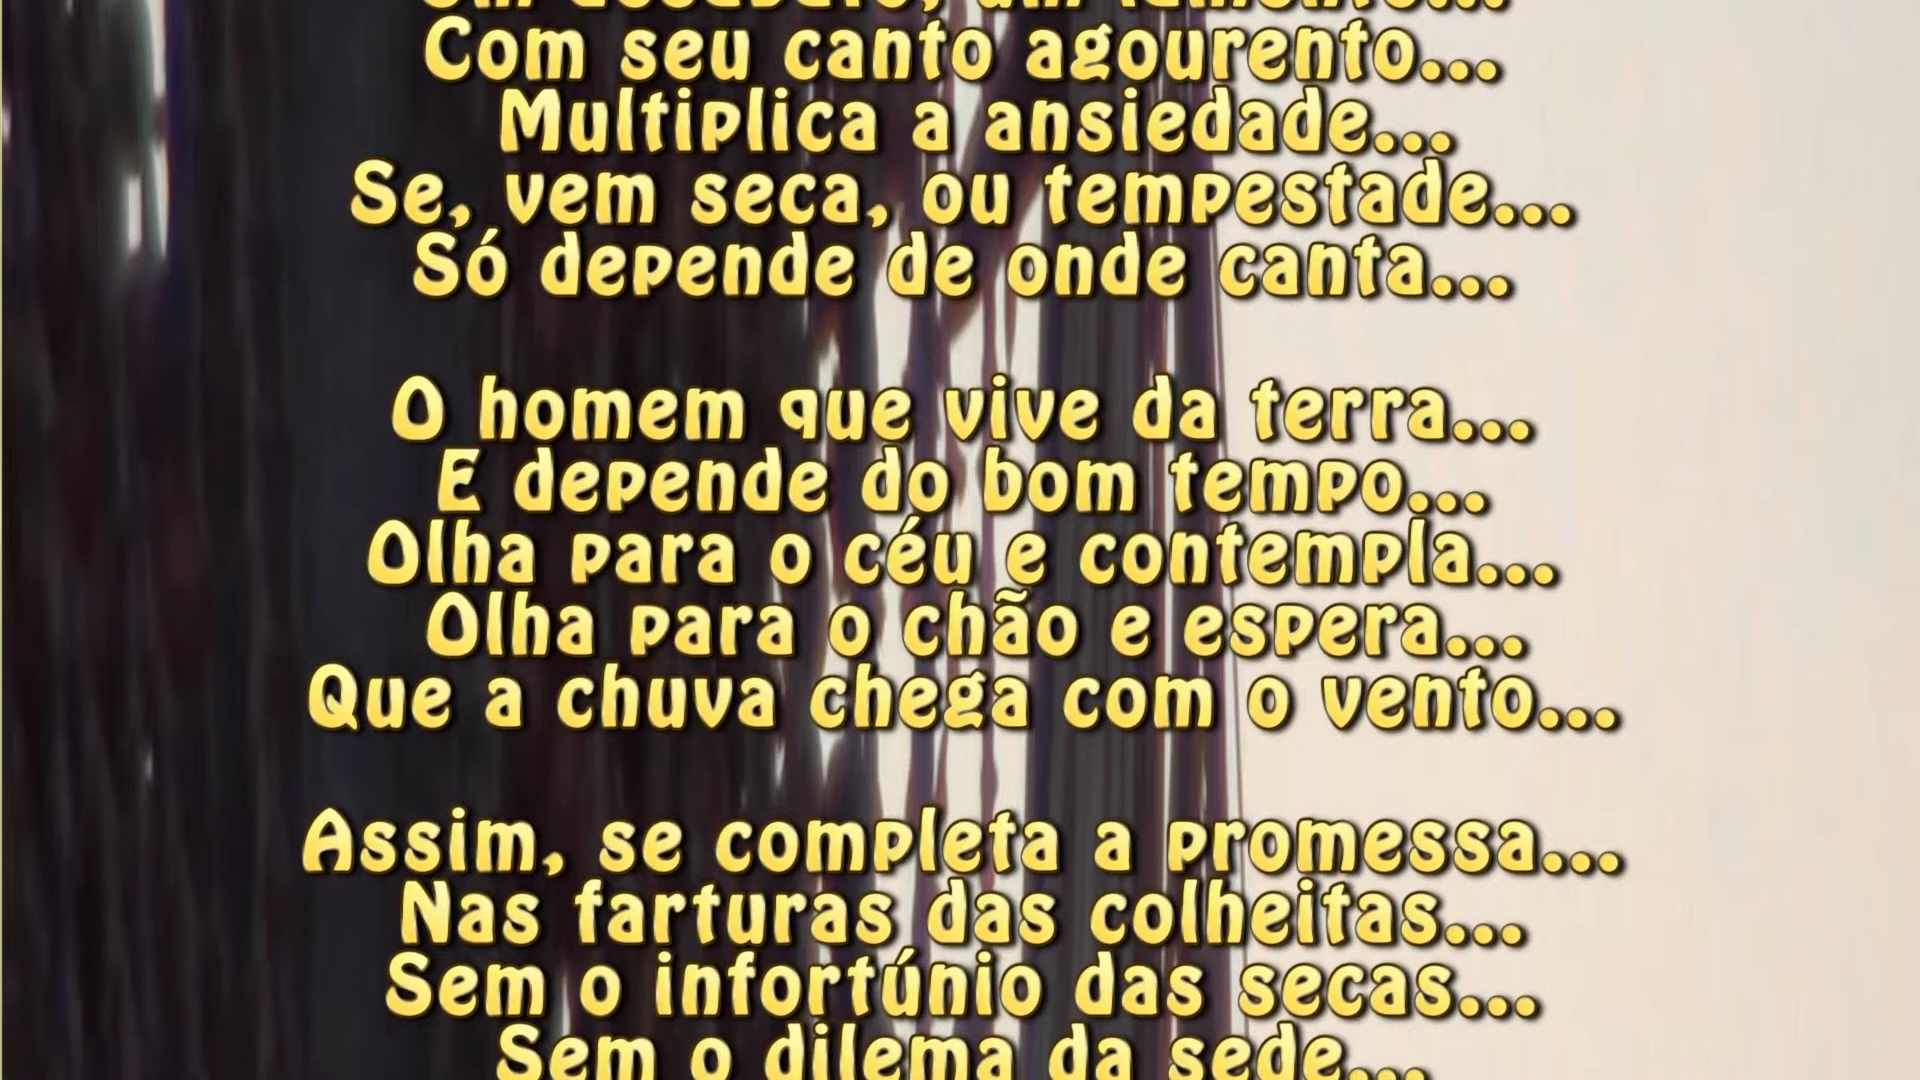 Com seu canto agourento...
Multiplica a ansiedade...
Se, vem seca, ou tempestade...
Só depende de onde canta...
O homem que vive da terra...
E depende do bom tempo...
Olha para o céu e contempla...
Olha para o chão e espera...
Que a chuva chega com o vento...
Assim, se completa a promessa...
Nas farturas das colheitas...
Sem o infortúnio das secas...
Sem o dilema da sede...